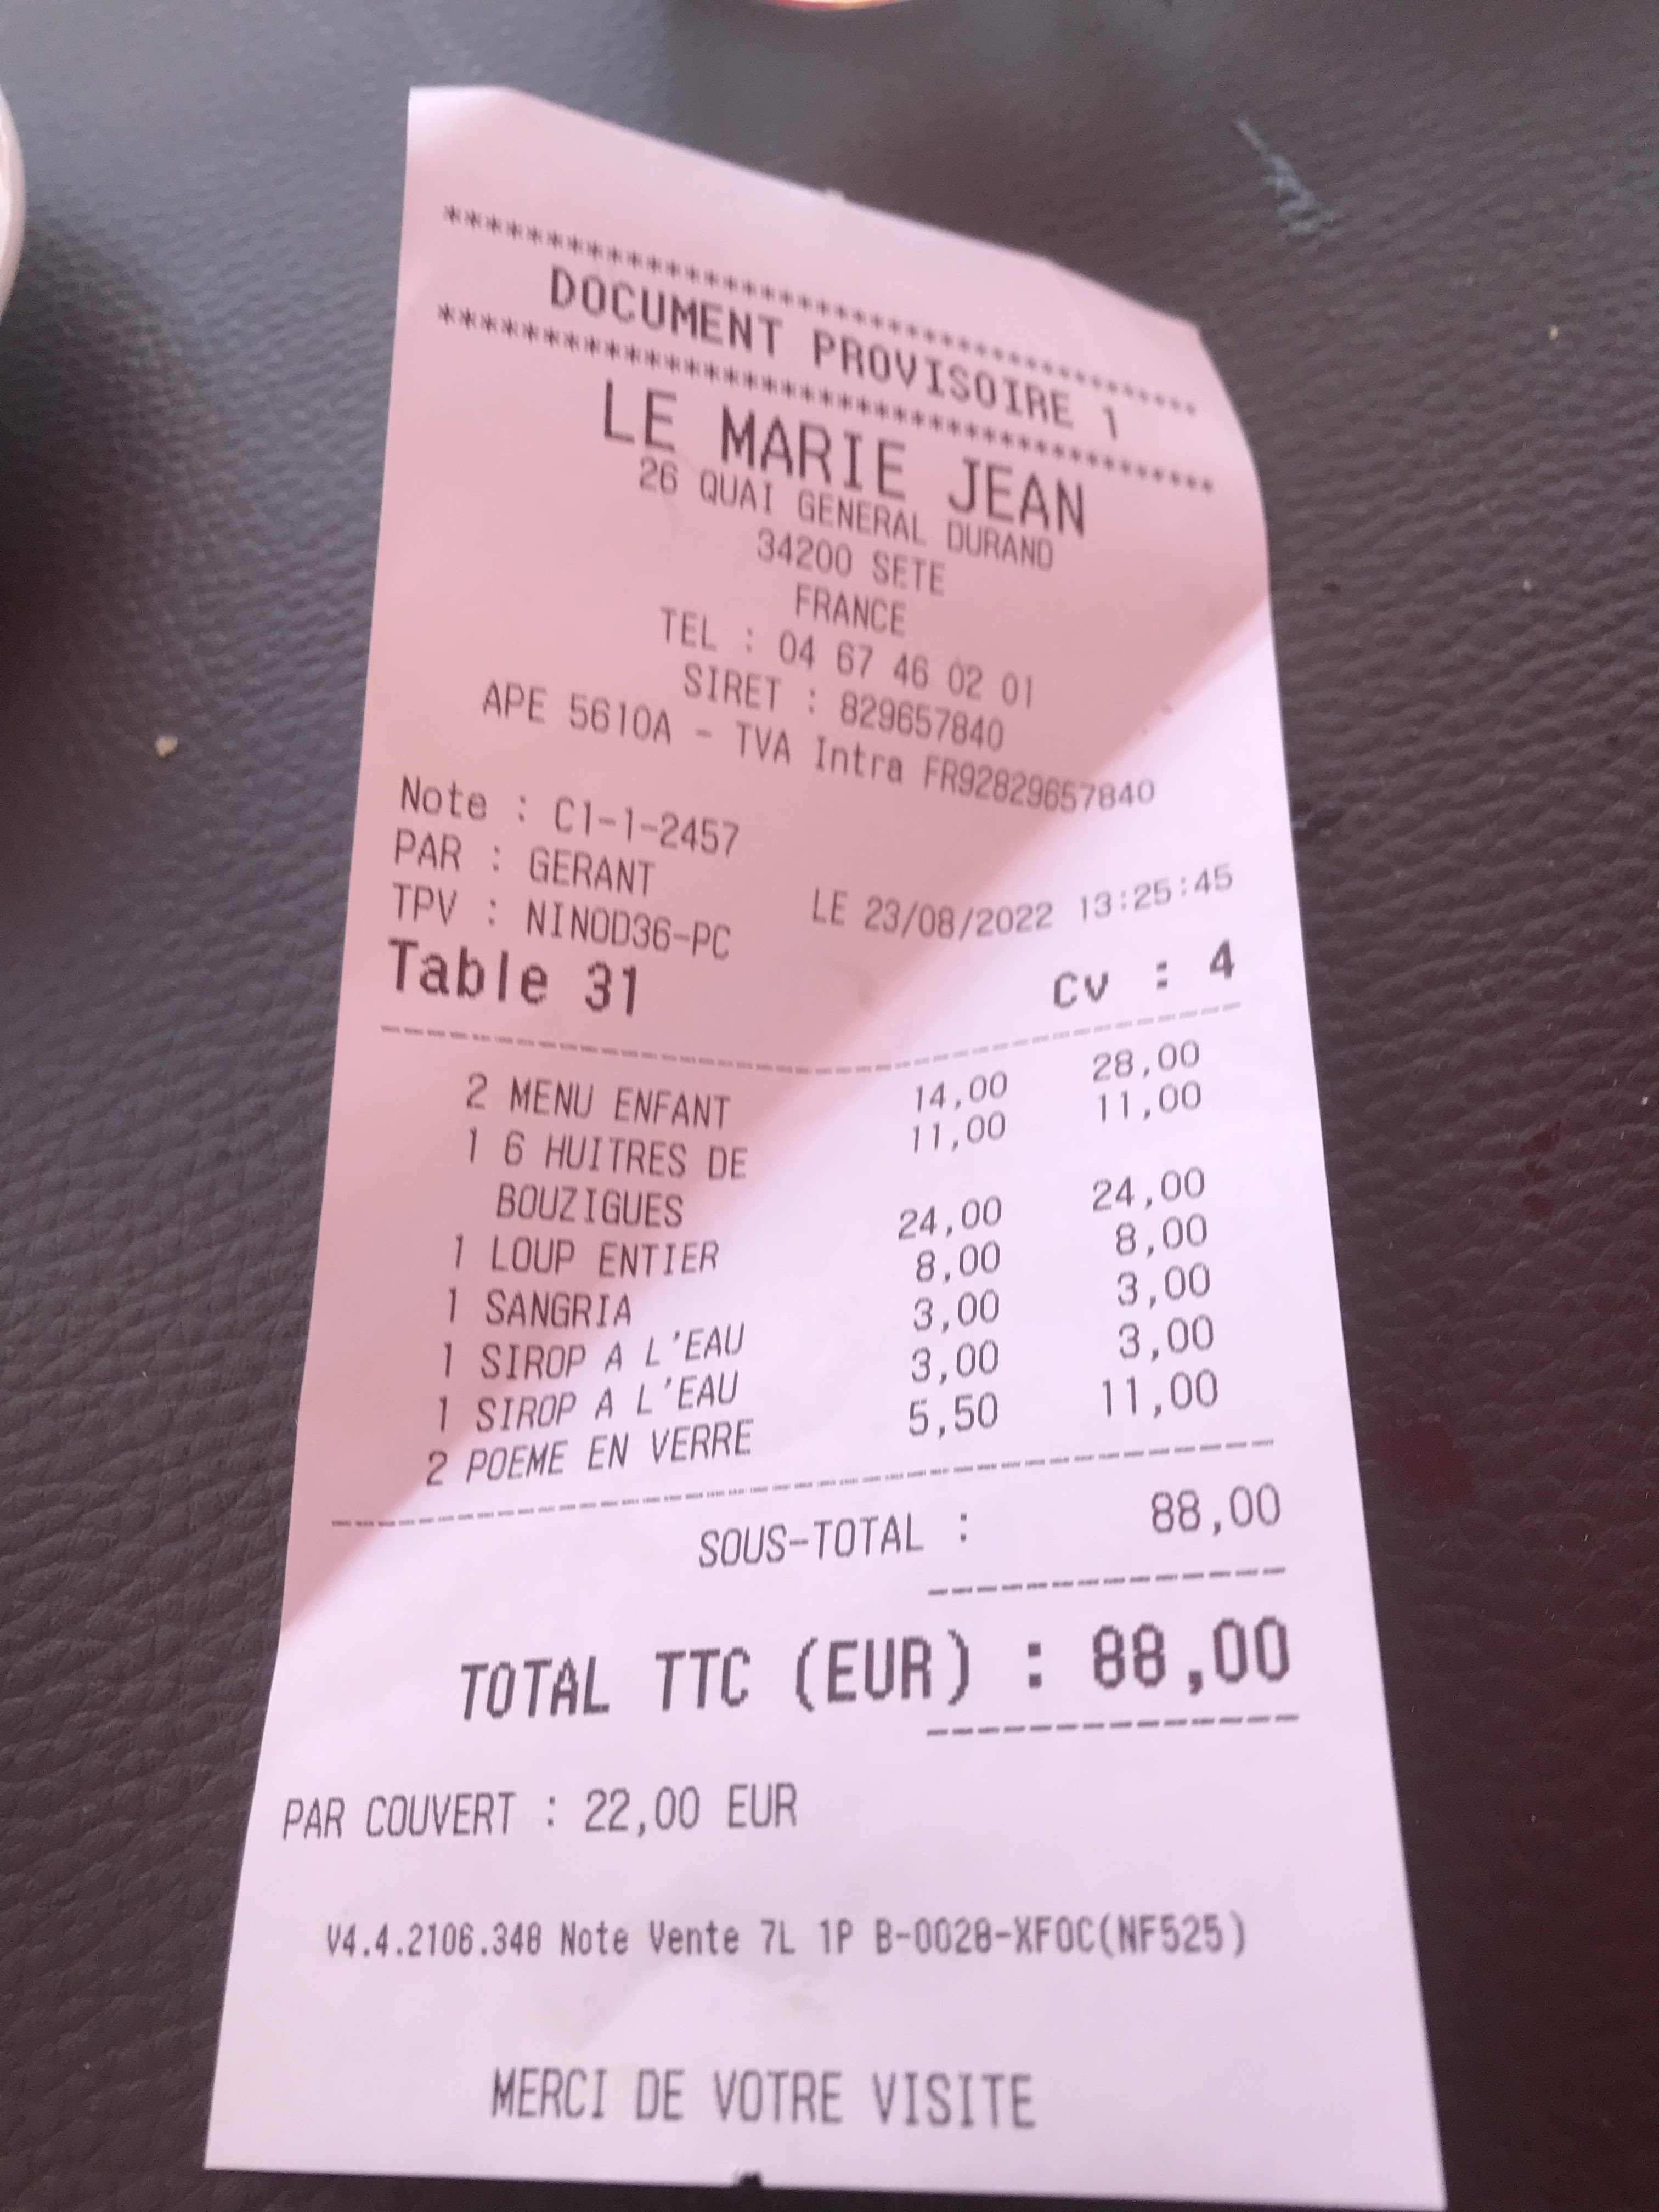 ****************************************
DOCUMENT PROVISOIRE 1
****************************************
LE MARIE JEAN
26 QUAI GENERAL DURAND
34200 SETE
FRANCE
TEL : 04 67 46 02 01
SIRET : 829657840
APE 5610A - TVA Intra FR92829657840
Note : C1-1-2457
PAR : GERANT
TPV : NINOD36-PC LE 23/08/2022 13:25:45
Table 31 Cv : 4
2 MENU ENFANT 14,00 28,00
1 6 HUITRES DE 11,00 11,00
BOUZIGUES
1 LOUP ENTIER 24,00 24,00
1 SANGRIA 8,00 8,00
1 SIROP A L'EAU 3,00 3,00
1 SIROP A L'EAU 3,00 3,00
2 POEME EN VERRE 5,50 11,00
SOUS-TOTAL : 88,00
TOTAL TTC (EUR) : 88,00
PAR COUVERT : 22,00 EUR
V4.4.2106.348 Note Vente 7L 1P B-0028-XFOC(NF525)
MERCI DE VOTRE VISITE